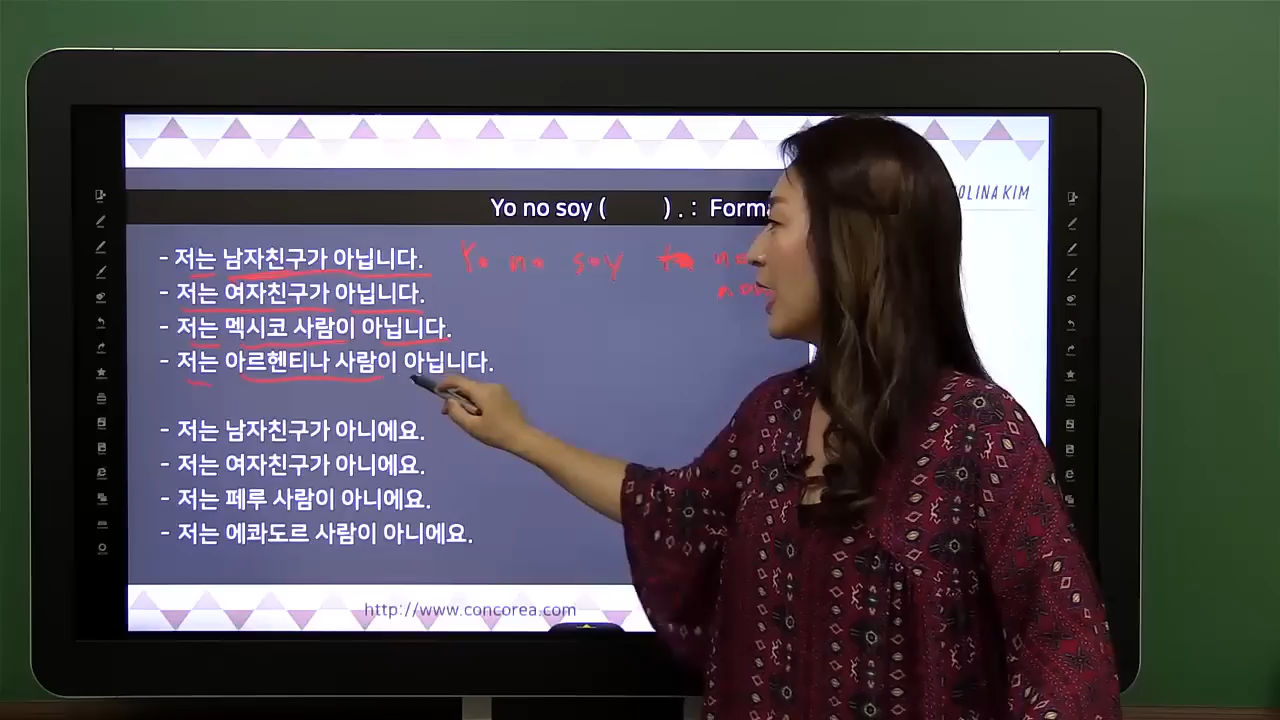 OLINA KIM
Yo no soy ( ) . : Forma
- 저는 남자친구가 아닙니다. Yo no soy tu no
- 저는 여자친구가 아닙니다.
- 저는 멕시코 사람이 아닙니다.
- 저는 아르헨티나 사람이 아닙니다.
- 저는 남자친구가 아니에요.
- 저는 여자친구가 아니에요.
- 저는 페루 사람이 아니에요.
- 저는 에콰도르 사람이 아니에요.
http://www.concorea.com